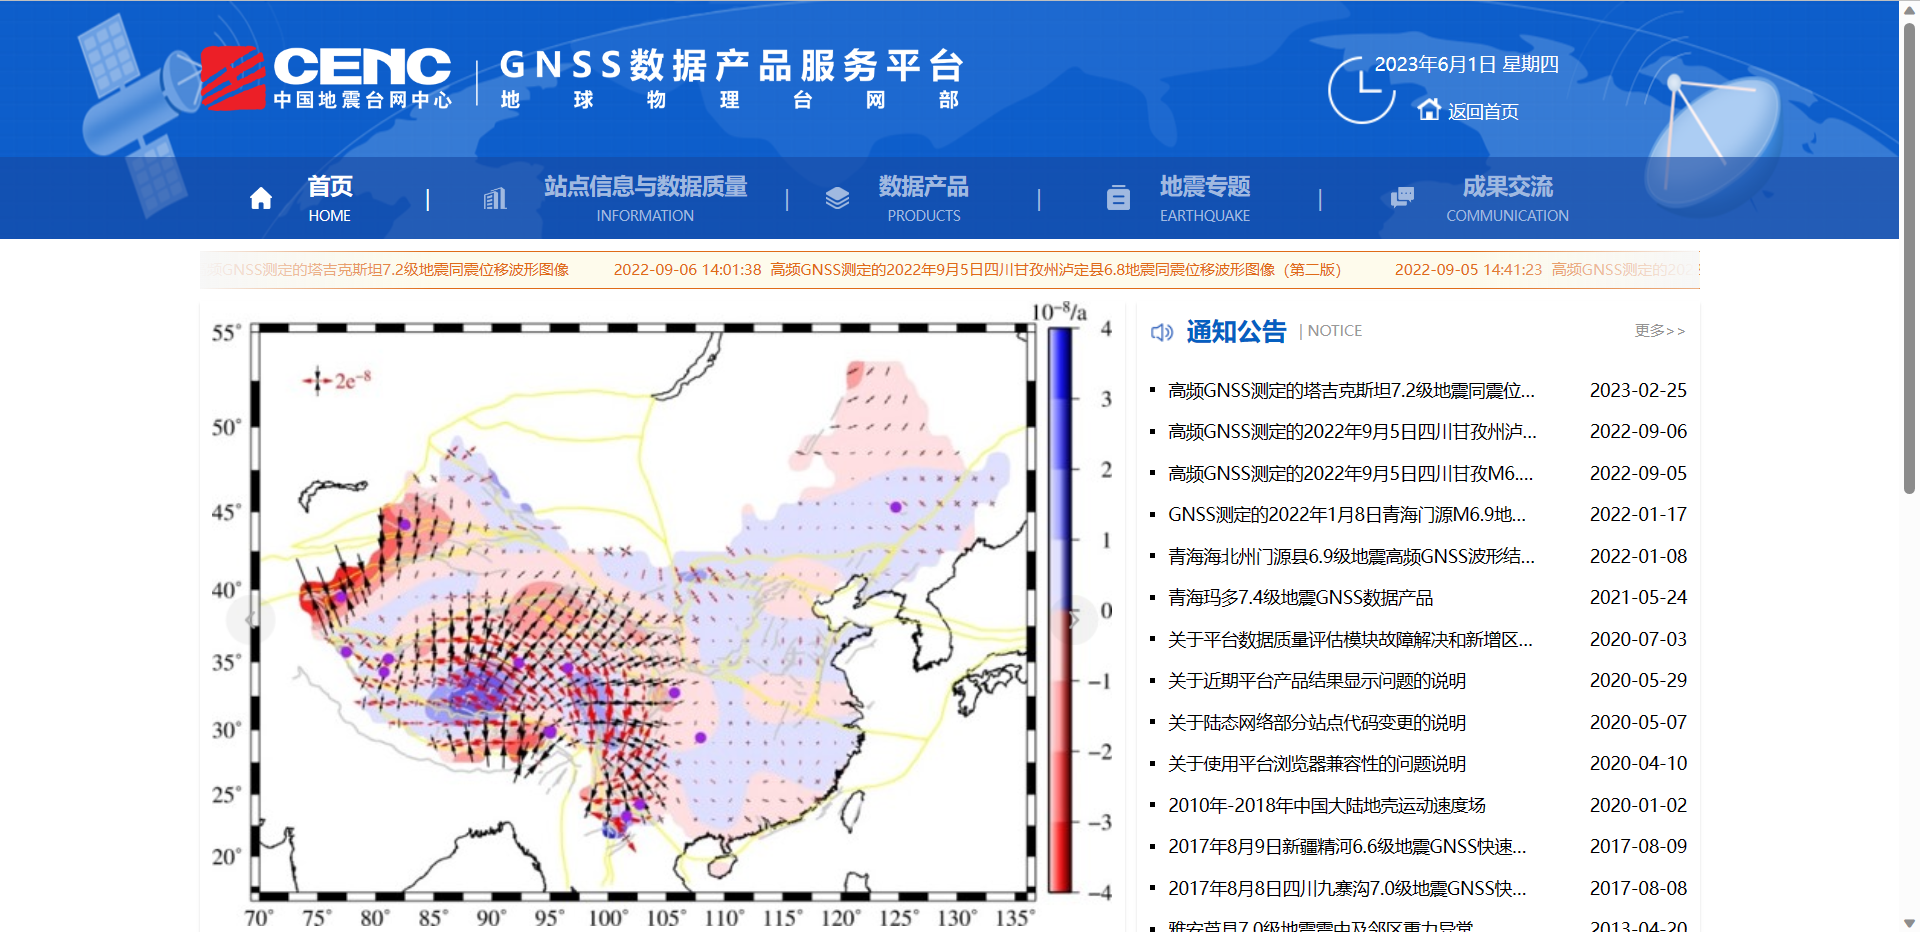 CENC
中国地震台网中心
GNSS数据产品服务平台
地球物理台网部
2023年6月1日 星期四
返回首页
首页
HOME
站点信息与数据质量
INFORMATION
数据产品
PRODUCTS
地震专题
EARTHQUAKE
成果交流
COMMUNICATION
频GNSS测定的塔吉克斯坦7.2级地震同震位移波形图像 2022-09-06 14:01:38 高频GNSS测定的2022年9月5日四川甘孜州泸定县6.8地震同震位移波形图像（第二版） 2022-09-05 14:41:23 高频GNSS测定的202
10⁻⁸/a
55°
50°
45°
40°
35°
30°
25°
20°
2e⁻⁸
70° 75° 80° 85° 90° 95° 100° 105° 110° 115° 120° 125° 130° 135°
4
3
2
1
0
−1
−2
−3
−4
通知公告 | NOTICE 更多>>
高频GNSS测定的塔吉克斯坦7.2级地震同震位... 2023-02-25
高频GNSS测定的2022年9月5日四川甘孜州泸... 2022-09-06
高频GNSS测定的2022年9月5日四川甘孜M6.... 2022-09-05
GNSS测定的2022年1月8日青海门源M6.9地... 2022-01-17
青海海北州门源县6.9级地震高频GNSS波形结... 2022-01-08
青海玛多7.4级地震GNSS数据产品 2021-05-24
关于平台数据质量评估模块故障解决和新增区... 2020-07-03
关于近期平台产品结果显示问题的说明 2020-05-29
关于陆态网络部分站点代码变更的说明 2020-05-07
关于使用平台浏览器兼容性的问题说明 2020-04-10
2010年-2018年中国大陆地壳运动速度场 2020-01-02
2017年8月9日新疆精河6.6级地震GNSS快速... 2017-08-09
2017年8月8日四川九寨沟7.0级地震GNSS快... 2017-08-08
雅安芦县7.0级地震震中及邻区重力异常 2013-04-20